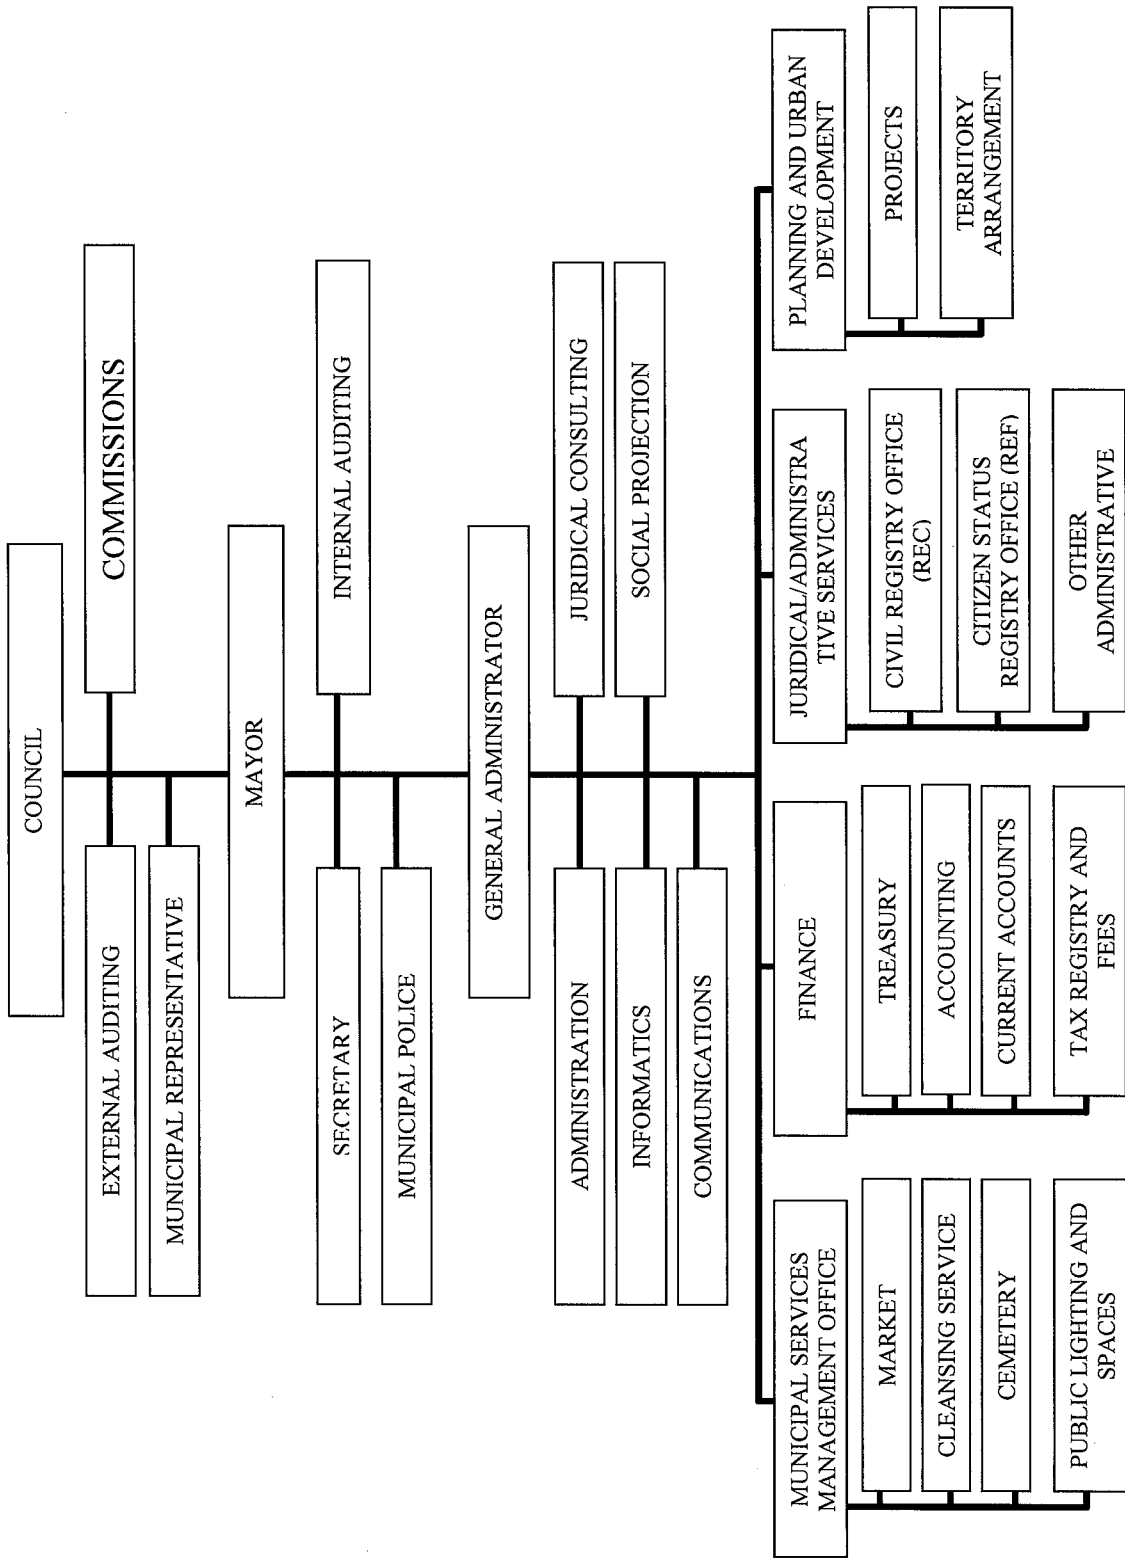 COUNCIL
EXTERNAL AUDITING
COMMISSIONS
MUNICIPAL REPRESENTATIVE
MAYOR
SECRETARY
INTERNAL AUDITING
MUNICIPAL POLICE
GENERAL ADMINISTRATOR
ADMINISTRATION
JURIDICAL CONSULTING
INFORMATICS
SOCIAL PROJECTION
COMMUNICATIONS
MUNICIPAL SERVICES
MANAGEMENT OFFICE
MARKET
CLEANSING SERVICE
CEMETERY
PUBLIC LIGHTING AND
SPACES
FINANCE
TREASURY
ACCOUNTING
CURRENT ACCOUNTS
TAX REGISTRY AND
FEES
JURIDICAL/ADMINISTRA
TIVE SERVICES
CIVIL REGISTRY OFFICE
(REC)
CITIZEN STATUS
REGISTRY OFFICE (REF)
OTHER
ADMINISTRATIVE
PLANNING AND URBAN
DEVELOPMENT
PROJECTS
TERRITORY
ARRANGEMENT